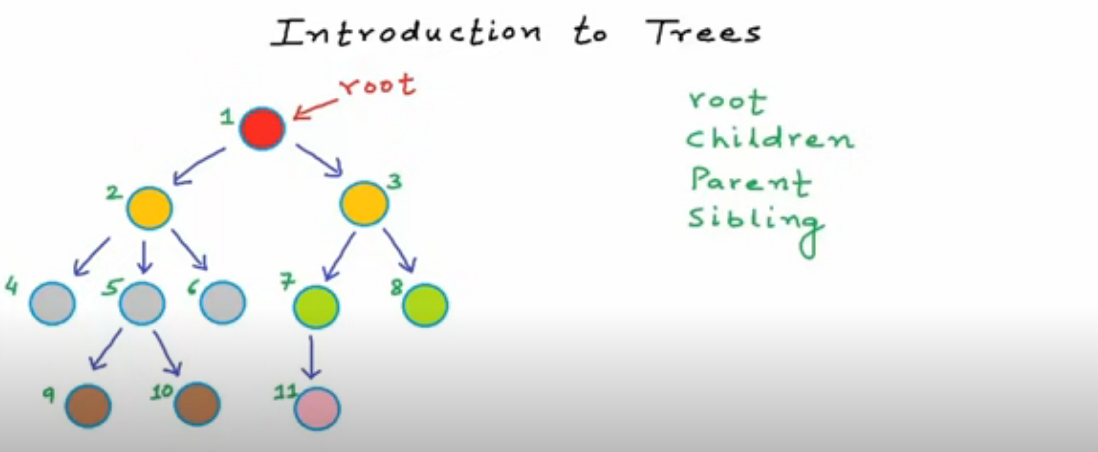 Introduction to Trees
root
1
2
3
4
5
6
7
8
9
10
11
root
Children
Parent
Sibling